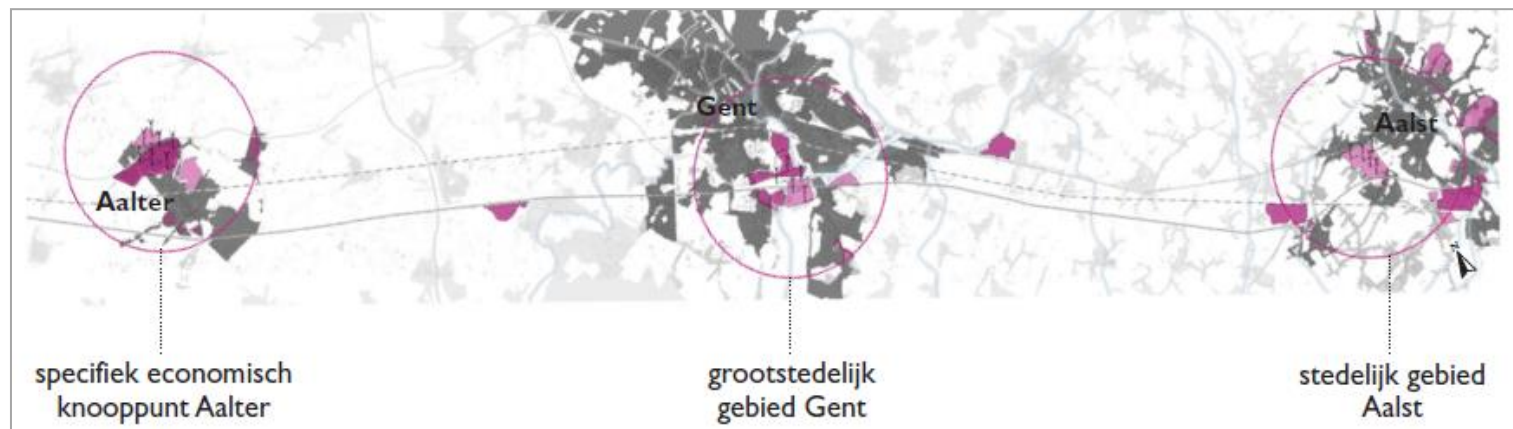 Gent
Aalst
Aalter
specifiek economisch
knooppunt Aalter
grootstedelijk
gebied Gent
stedelijk gebied
Aalst